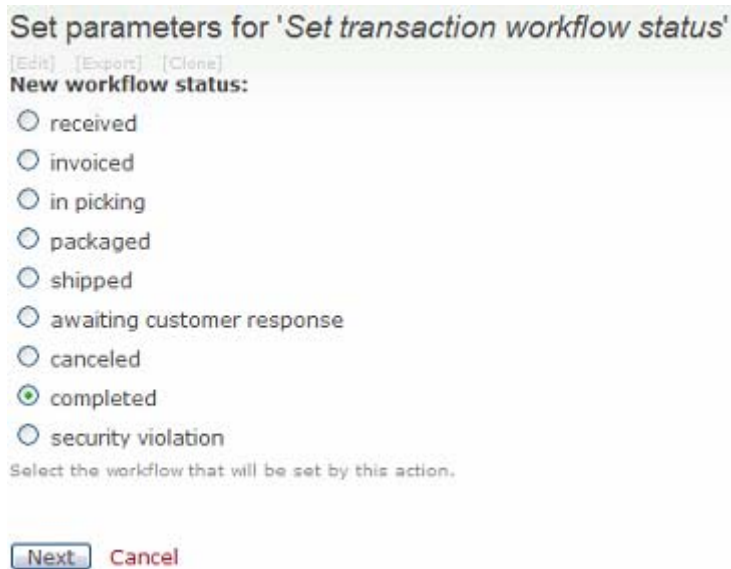 Set parameters for 'Set transaction workflow status'
[Edit] [Export] [Clone]
New workflow status:
received
invoiced
in picking
packaged
shipped
awaiting customer response
canceled
completed
security violation
Select the workflow that will be set by this action.
Next Cancel